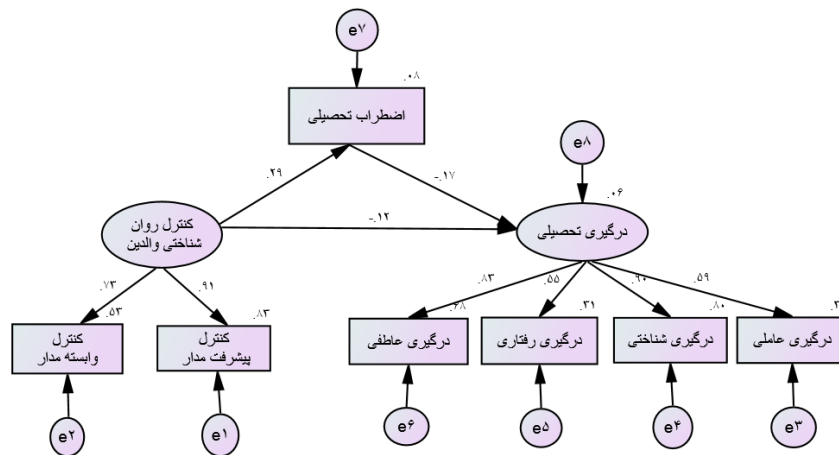 e۷
.۰۸
اضطراب تحصیلی
e۸
.۲۹
-.۱۷
.۰۶
کنترل روان
شناختی والدین
-.۱۲
درگیری تحصیلی
.۷۳
.۹۱
.۸۳
.۵۵
.۹۰
.۵۹
.۵۳
.۸۳
.۶۸
.۳۱
.۸۰
کنترل
وابسته مدار
کنترل
پیشرفت مدار
درگیری عاطفی
درگیری رفتاری
درگیری شناختی
درگیری عاملی
e۲
e۱
e۶
e۵
e۴
e۳